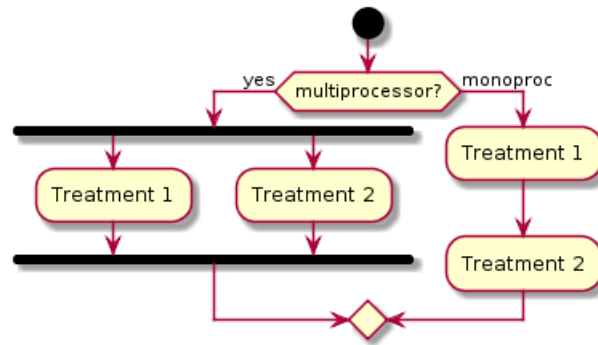 yes
multiprocessor?
monoproc
Treatment 1
Treatment 2
Treatment 1
Treatment 2